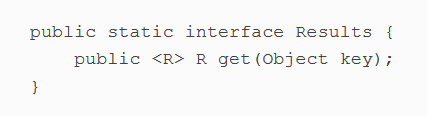 public static interface Results {
    public <R> R get(Object key);
}